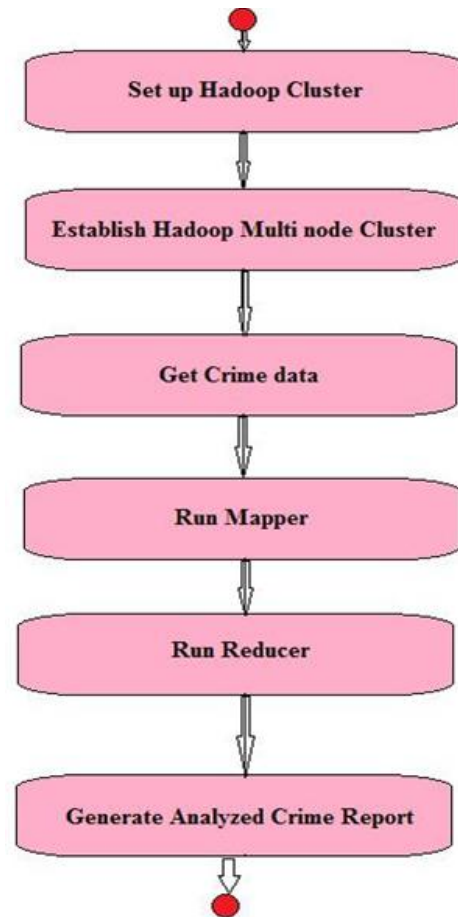 Set up Hadoop Cluster
Establish Hadoop Multi node Cluster
Get Crime data
Run Mapper
Run Reducer
Generate Analyzed Crime Report